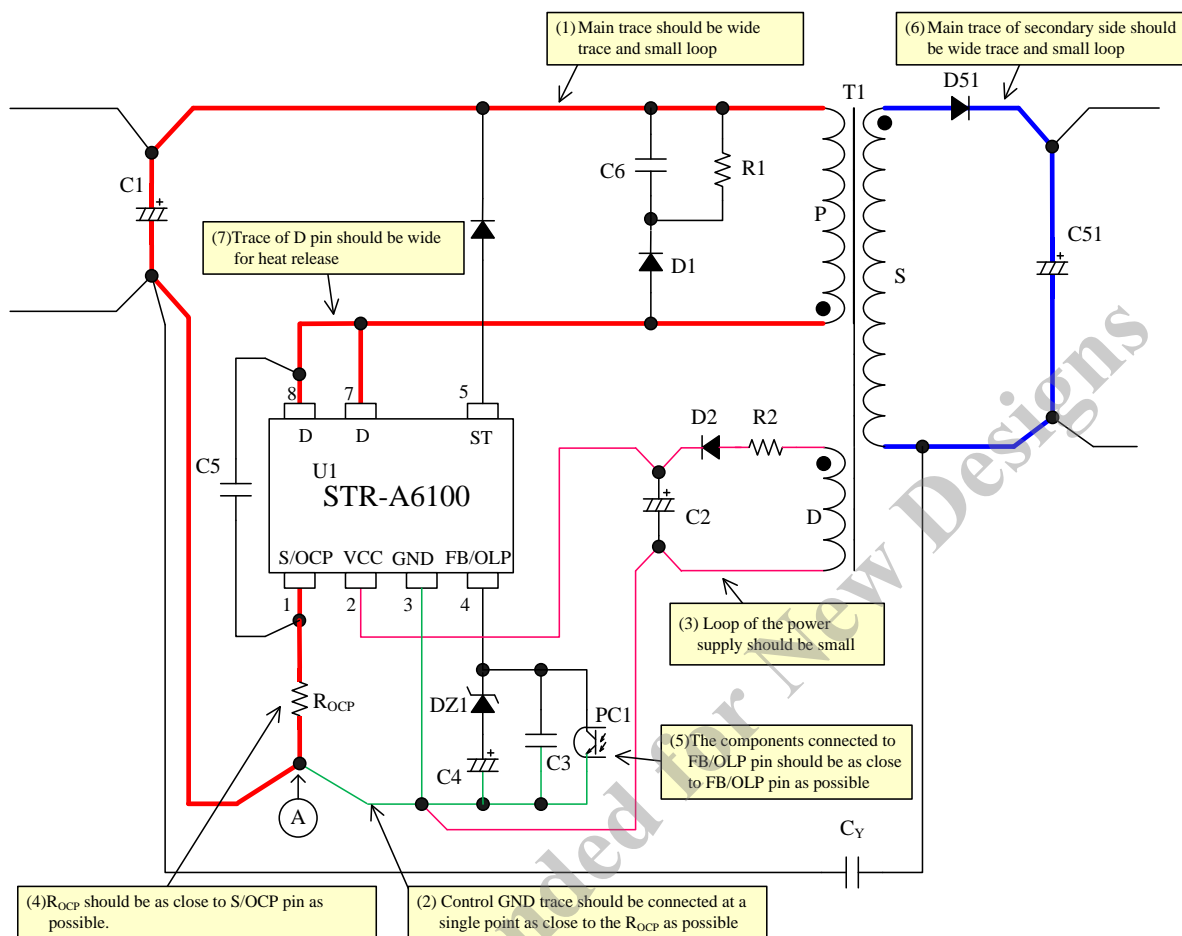 (1) Main trace should be wide
trace and small loop
(6) Main trace of secondary side should
be wide trace and small loop
D51
T1
C1
C6
R1
P
(7)Trace of D pin should be wide
for heat release
D1
S
C51
8
7
5
D
D
ST
D2
R2
C5
U1
STR-A6100
C2
D
S/OCP
VCC
GND
FB/OLP
1
2
3
4
(3) Loop of the power
supply should be small
ROCP
DZ1
PC1
C4
C3
(5)The components connected to
FB/OLP pin should be as close
to FB/OLP pin as possible
A
CY
(4)ROCP should be as close to S/OCP pin as
possible.
(2) Control GND trace should be connected at a
single point as close to the ROCP as possible
nded for New Designs